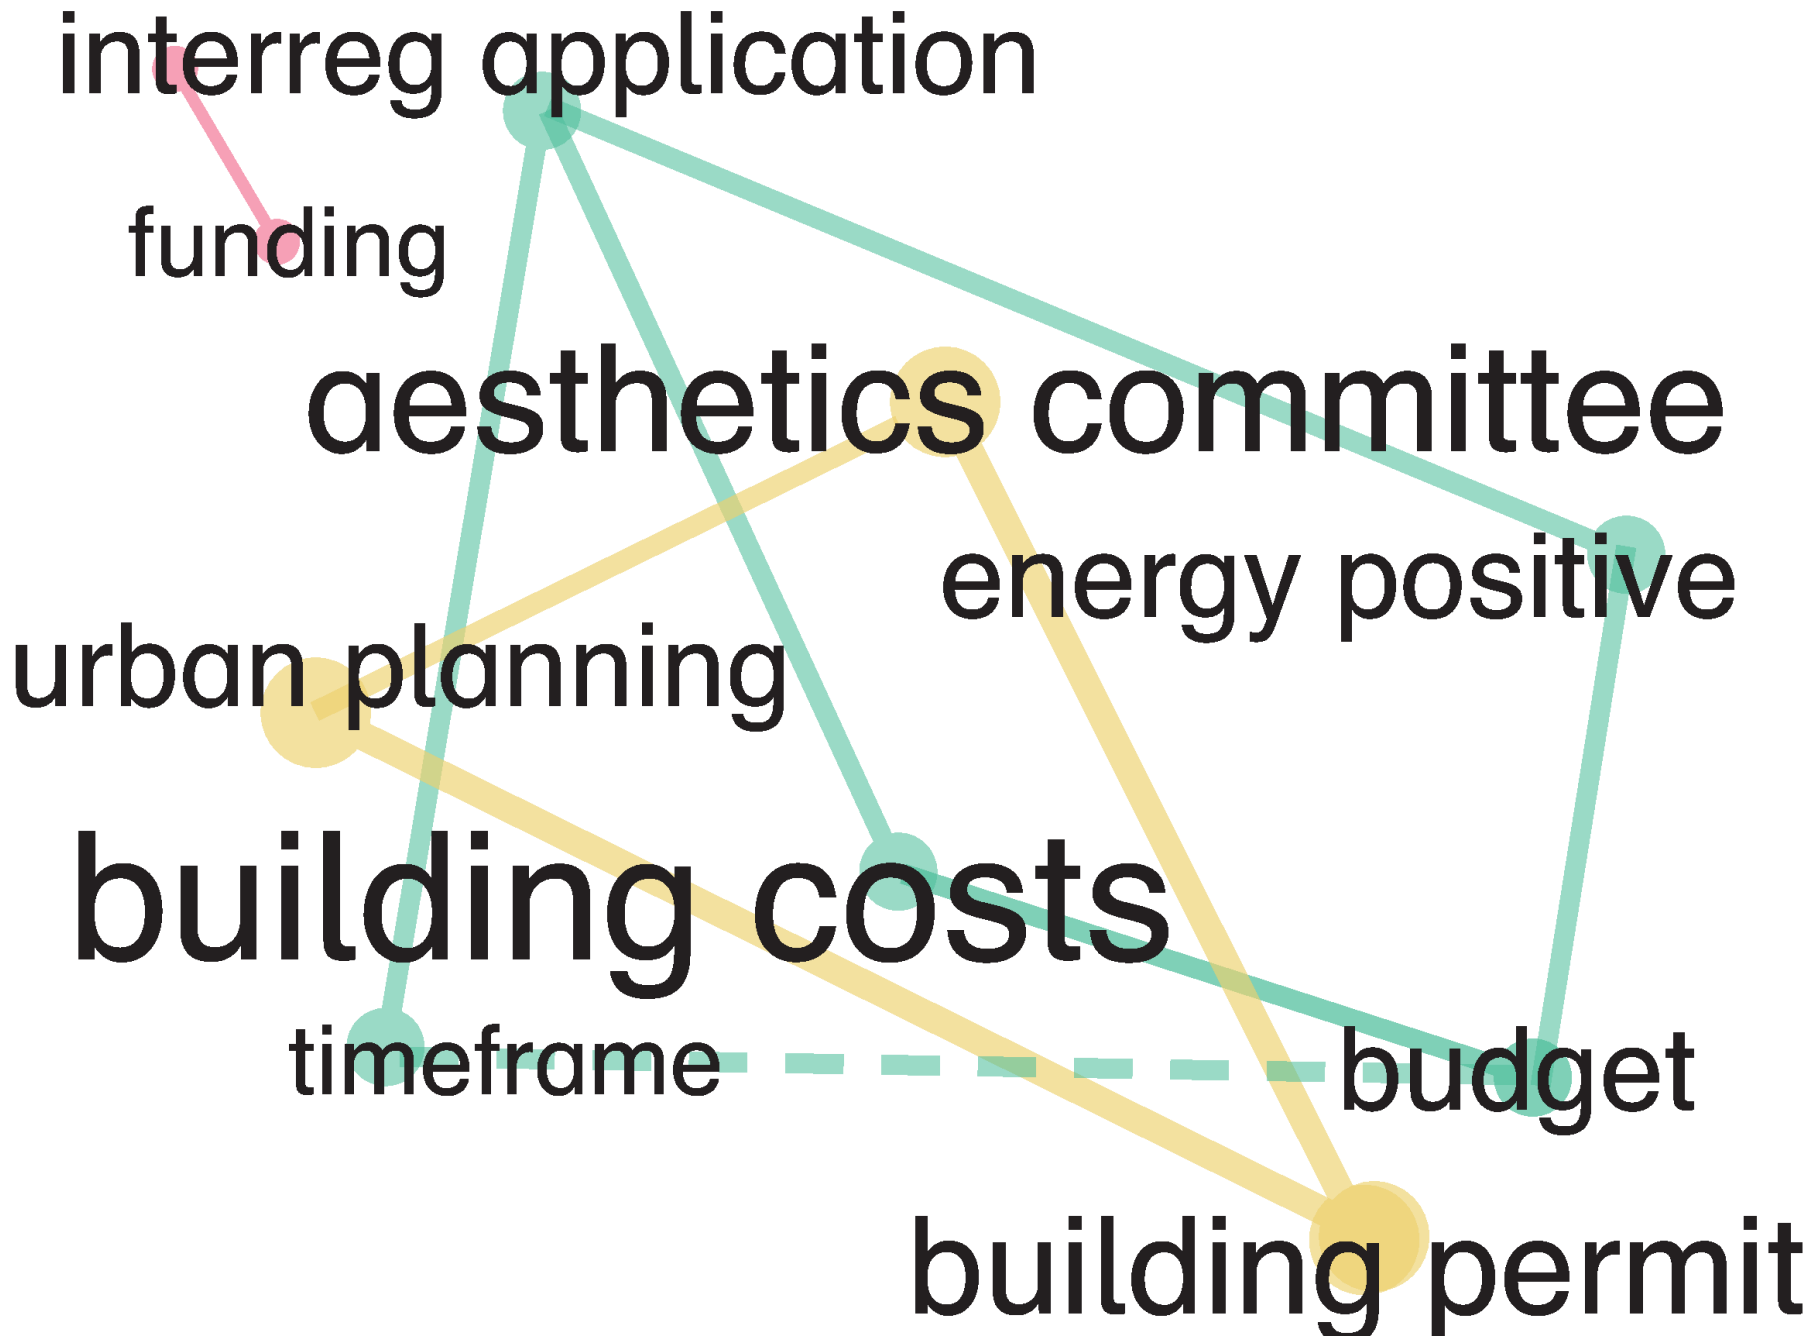 interreg application
funding
aesthetics committee
energy positive
urban planning
building costs
timeframe
budget
building permit